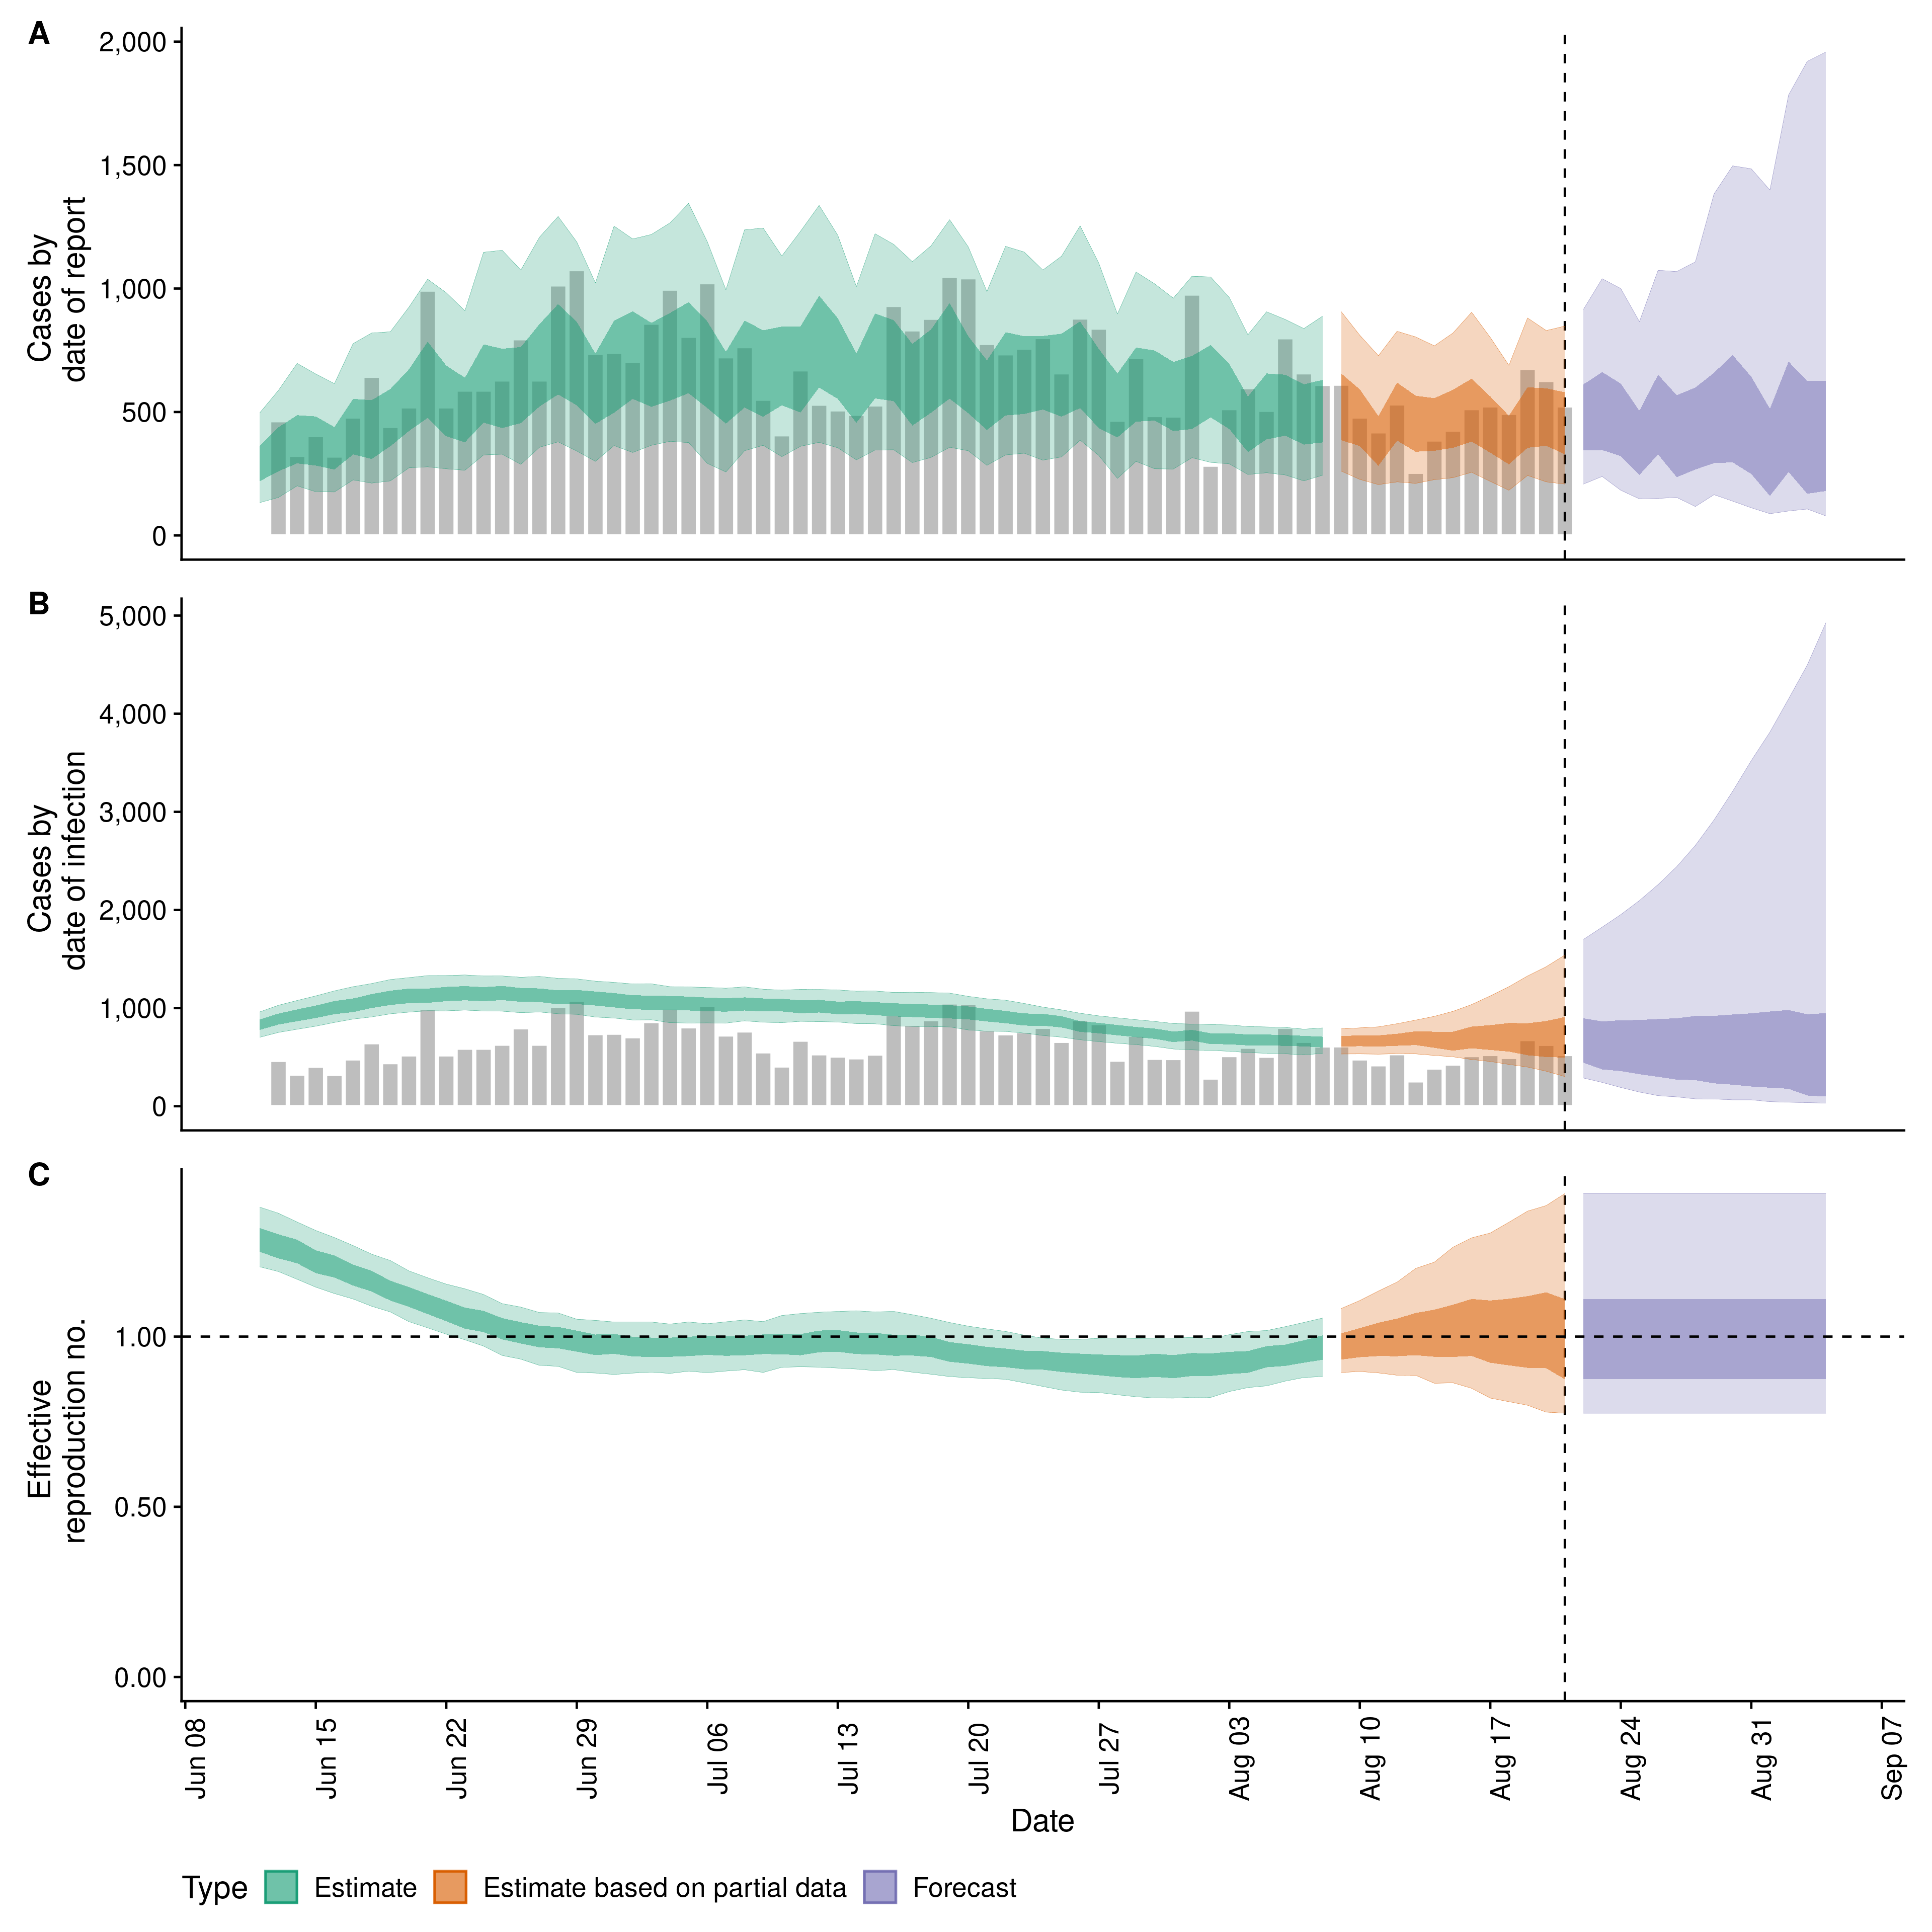 A
2,000
1,500
1,000
500
0
Cases by
date of report
B
5,000
4,000
3,000
2,000
1,000
0
Cases by
date of infection
C
1.00
0.50
0.00
Effective
reproduction no.
Jun 08
Jun 15
Jun 22
Jun 29
Jul 06
Jul 13
Jul 20
Jul 27
Aug 03
Aug 10
Aug 17
Aug 24
Aug 31
Sep 07
Date
Type
Estimate
Estimate based on partial data
Forecast